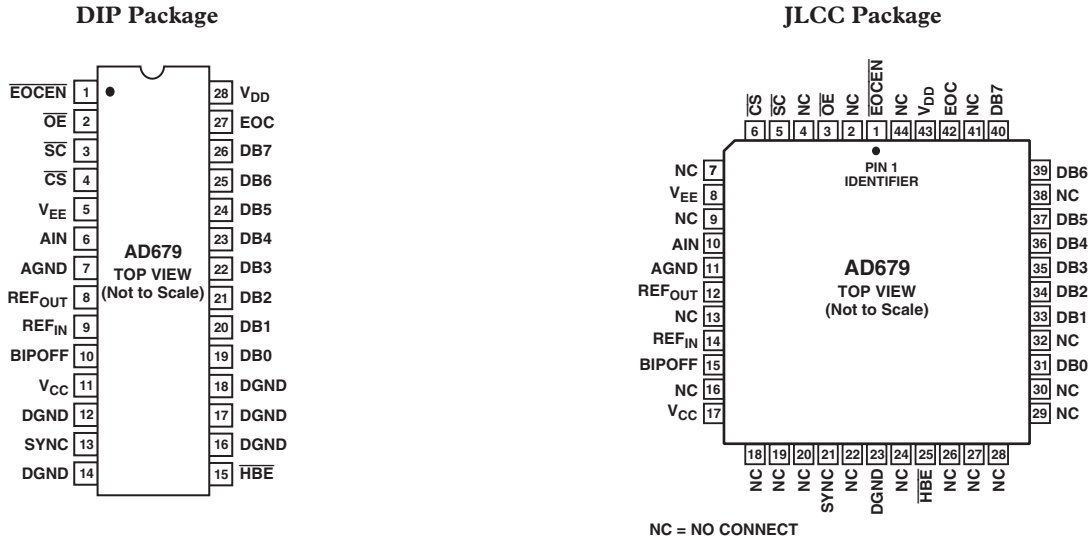 DIP Package
EOCEN 1
OE 2
SC 3
CS 4
VEE 5
AIN 6
AGND 7
REFOUT 8
REFIN 9
BIPOFF 10
VCC 11
DGND 12
SYNC 13
DGND 14
AD679
TOP VIEW
(Not to Scale)
28 VDD
27 EOC
26 DB7
25 DB6
24 DB5
23 DB4
22 DB3
21 DB2
20 DB1
19 DB0
18 DGND
17 DGND
16 DGND
15 HBE
JLCC Package
CS SC NC OE NC EOCEN NC VDD EOC NC DB7
6 5 4 3 2 1 44 43 42 41 40
PIN 1
IDENTIFIER
NC 7
VEE 8
NC 9
AIN 10
AGND 11
REFOUT 12
NC 13
REFIN 14
BIPOFF 15
NC 16
VCC 17
AD679
TOP VIEW
(Not to Scale)
39 DB6
38 NC
37 DB5
36 DB4
35 DB3
34 DB2
33 DB1
32 NC
31 DB0
30 NC
29 NC
18 19 20 21 22 23 24 25 26 27 28
NC NC NC SYNC NC DGND NC HBE NC NC NC
NC = NO CONNECT